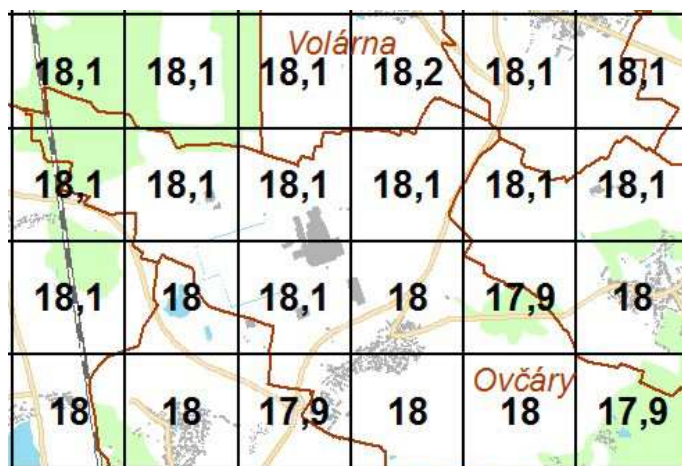 Volárna
18,1 18,1 18,1 18,2 18,1 18,1
18,1 18,1 18,1 18,1 18,1 18,1
18,1 18 18,1 18 17,9 18
Ovčáry
18 18 17,9 18 18 17,9